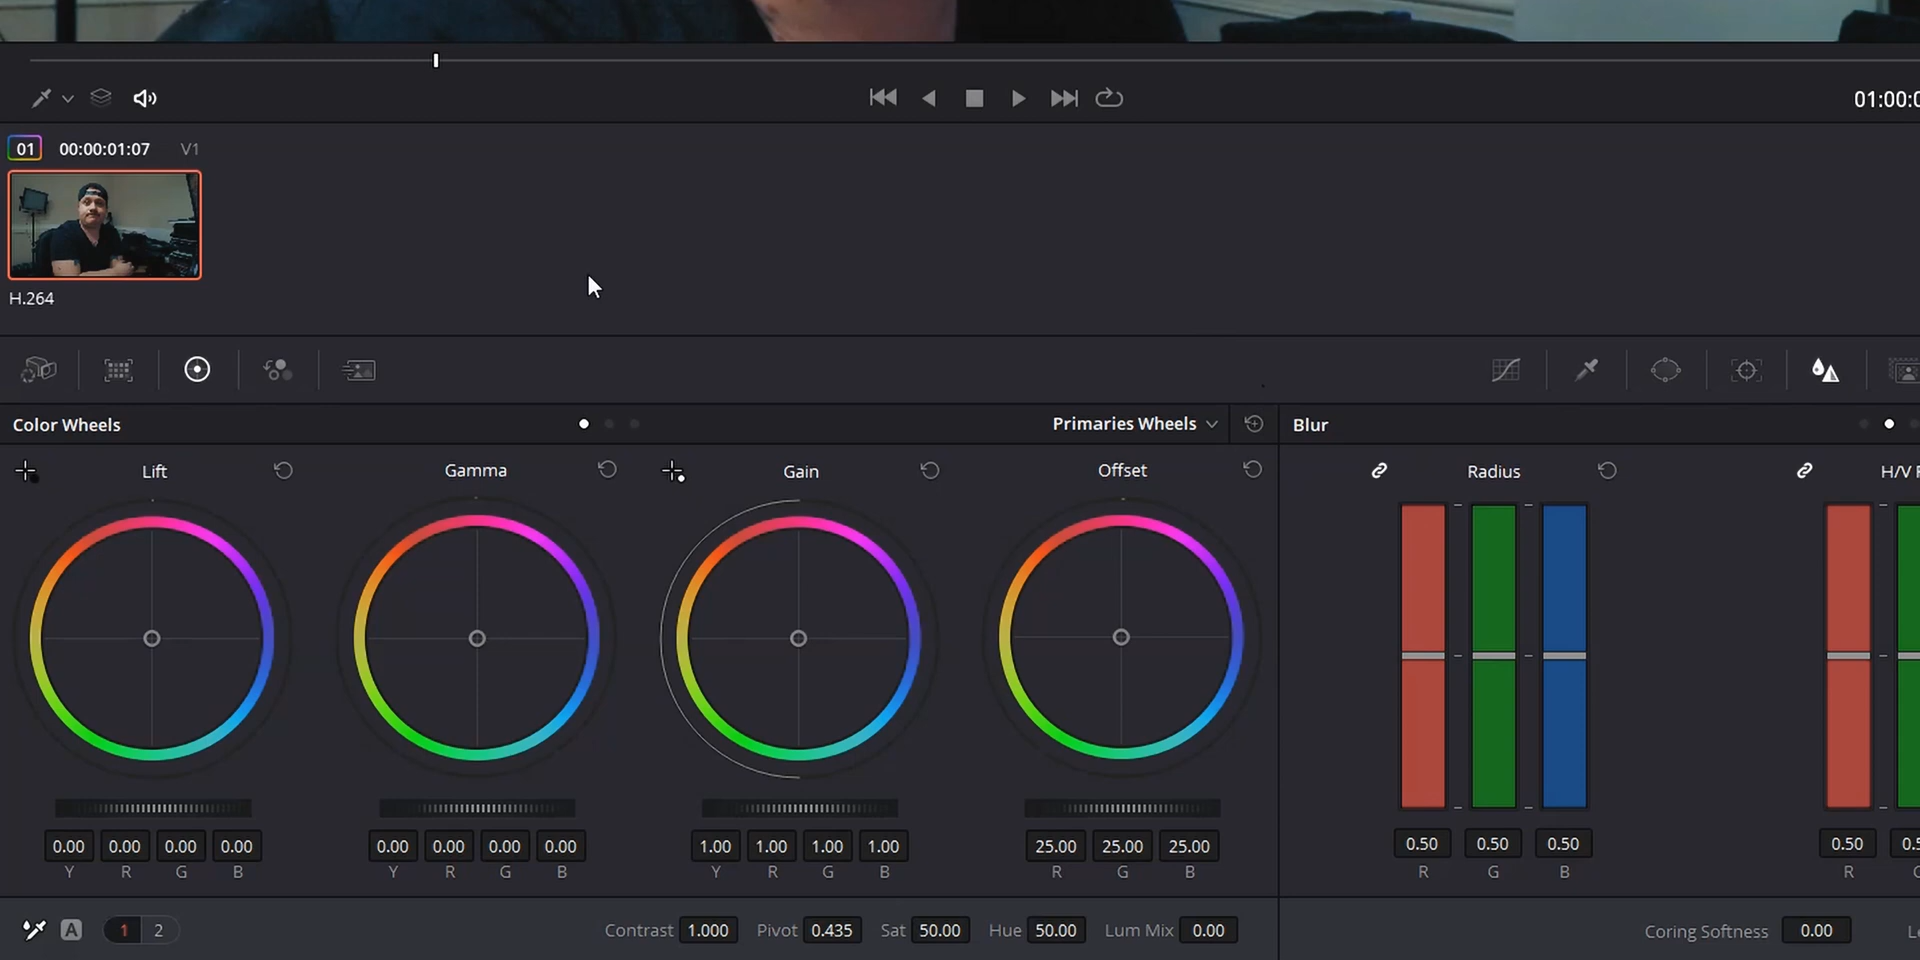 01:00:0
01 00:00:01:07 V1
H.264
Color Wheels Primaries Wheels Blur
Lift Gamma Gain Offset Radius H/V
0.00 0.00 0.00 0.00 0.00 0.00 0.00 0.00 1.00 1.00 1.00 1.00 25.00 25.00 25.00 0.50 0.50 0.50 0.50
Y R G B Y R G B Y R G B R G B R G B R
A 1 2 Contrast 1.000 Pivot 0.435 Sat 50.00 Hue 50.00 Lum Mix 0.00 Coring Softness 0.00